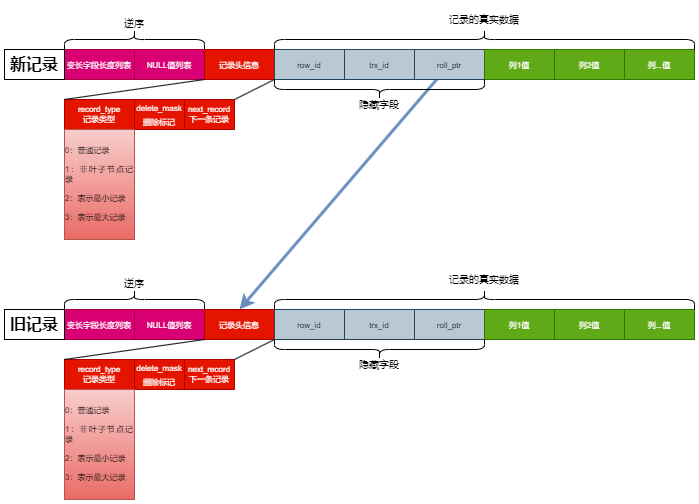 逆序
记录的真实数据
新记录
变长字段长度列表
NULL值列表
记录头信息
row_id
trx_id
roll_ptr
列1值
列2值
列...值
隐藏字段
record_type
记录类型
delete_mask
删除标记
next_record
下一条记录
0：普通记录
1：非叶子节点记
录
2：表示最小记录
3：表示最大记录
逆序
记录的真实数据
旧记录
变长字段长度列表
NULL值列表
记录头信息
row_id
trx_id
roll_ptr
列1值
列2值
列...值
隐藏字段
record_type
记录类型
delete_mask
删除标记
next_record
下一条记录
0：普通记录
1：非叶子节点记
录
2：表示最小记录
3：表示最大记录